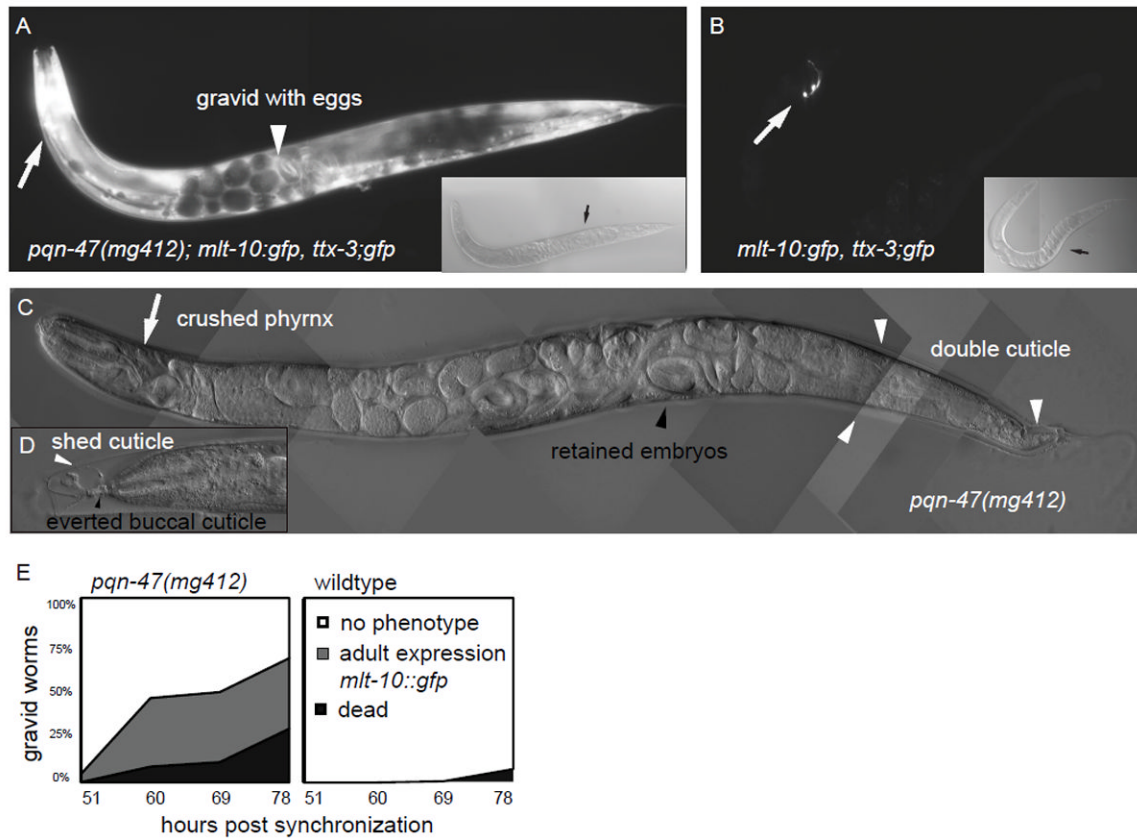 A
gravid with eggs
pqn-47(mg412); mlt-10:gfp, ttx-3;gfp
B
mlt-10:gfp, ttx-3;gfp
C
crushed phyrnx
double cuticle
retained embryos
pqn-47(mg412)
D
shed cuticle
everted buccal cuticle
E
pqn-47(mg412)
wildtype
gravid worms
100%
75%
50%
25%
0%
51 60 69 78
no phenotype
adult expression
mlt-10::gfp
dead
51 60 69 78
hours post synchronization